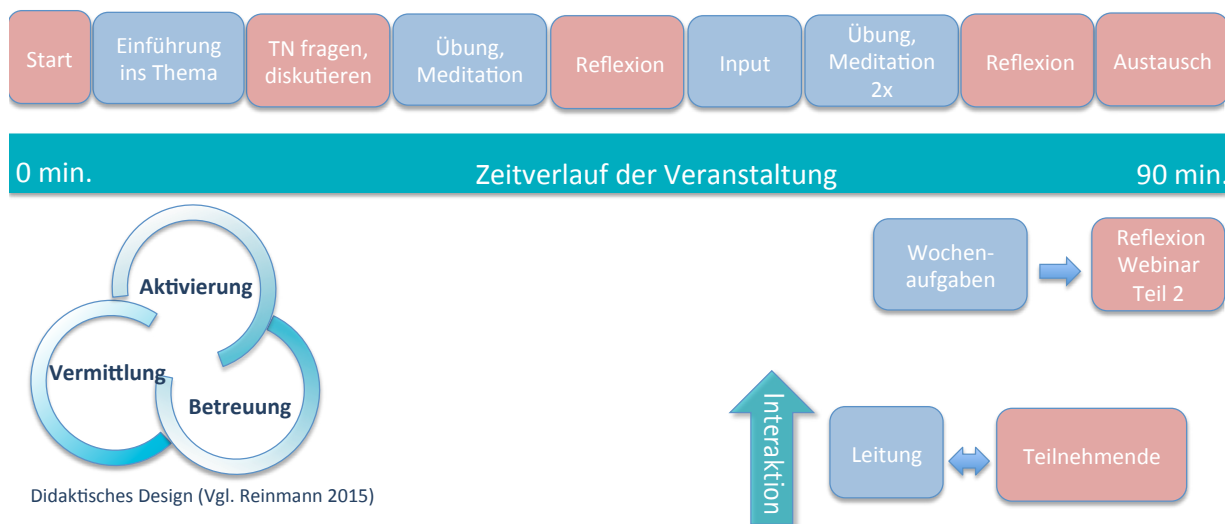 Start
Einführung
ins Thema
TN fragen,
diskutieren
Übung,
Meditation
Reflexion
Input
Übung,
Meditation
2x
Reflexion
Austausch
0 min.
Zeitverlauf der Veranstaltung
90 min.
Aktivierung
Vermittlung
Betreuung
Didaktisches Design (Vgl. Reinmann 2015)
Wochen-
aufgaben
Reflexion
Webinar
Teil 2
Interaktion
Leitung
Teilnehmende